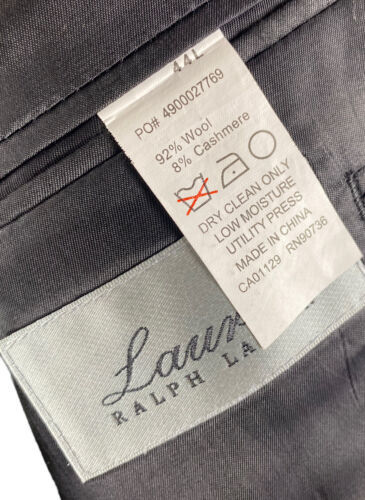 44L
PO# 4900027769
92% Wool
8% Cashmere
DRY CLEAN ONLY
LOW MOISTURE
UTILITY PRESS
MADE IN CHINA
CA01129 RN90736
Laur
RALPH LA